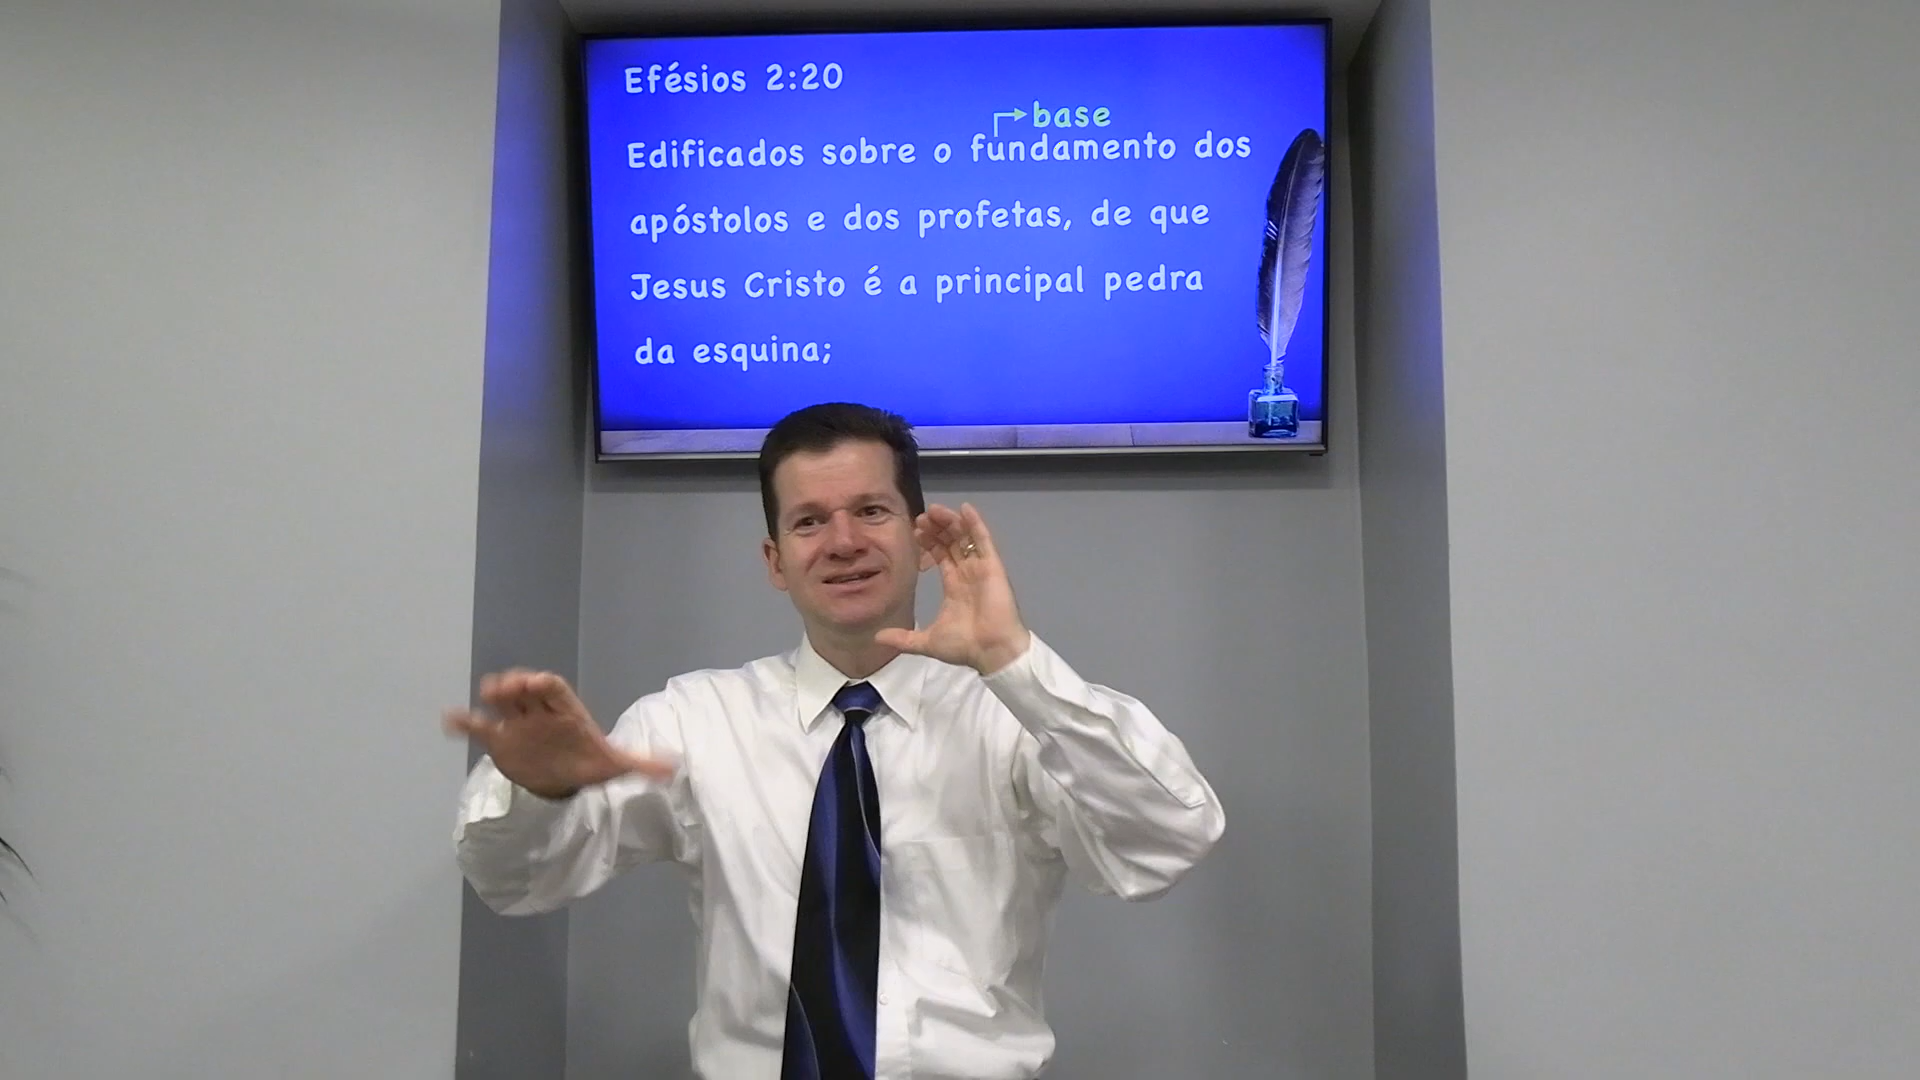 Efésios 2:20
base
Edificados sobre o fundamento dos
apóstolos e dos profetas, de que
Jesus Cristo é a principal pedra
da esquina;